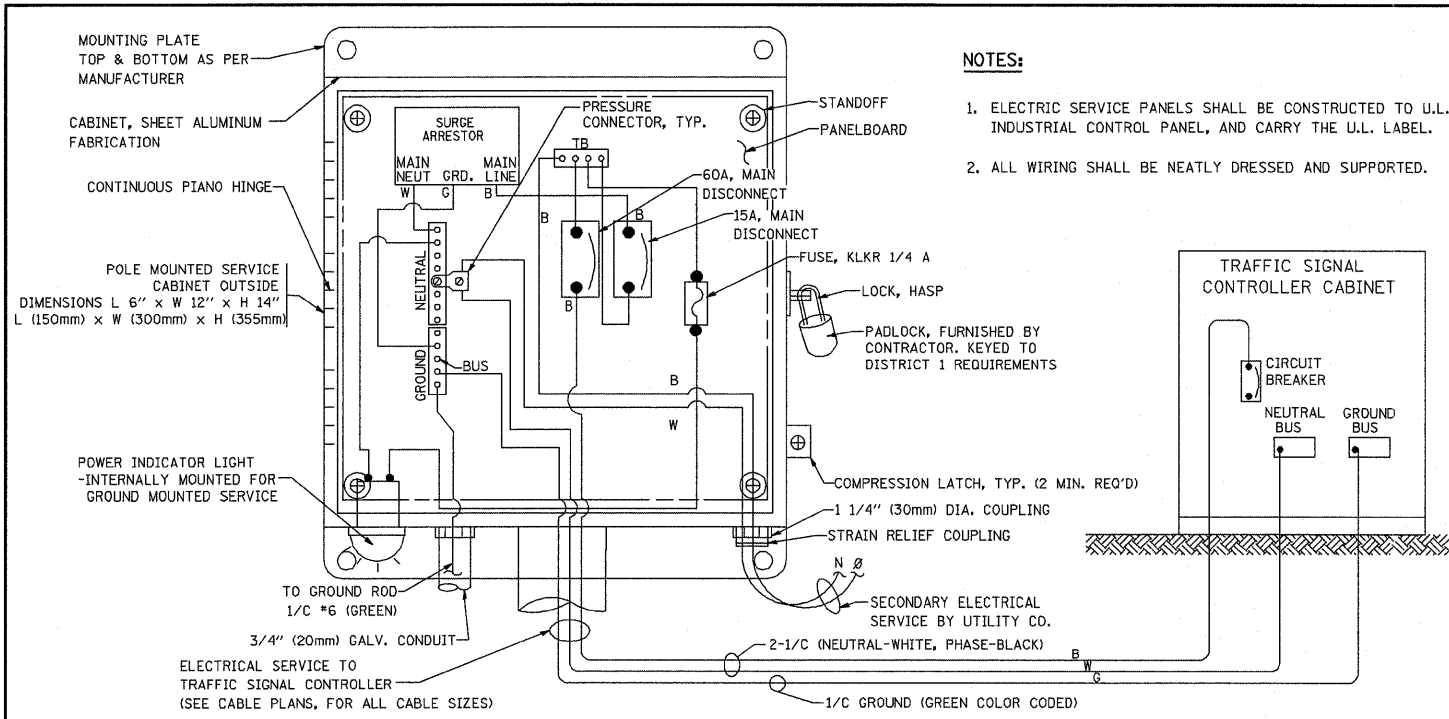 MOUNTING PLATE
TOP & BOTTOM AS PER
MANUFACTURER
CABINET, SHEET ALUMINUM
FABRICATION
CONTINUOUS PIANO HINGE
POLE MOUNTED SERVICE
CABINET OUTSIDE
DIMENSIONS L 6" x W 12" x H 14"
L (150mm) x W (300mm) x H (355mm)
POWER INDICATOR LIGHT
-INTERNALLY MOUNTED FOR
GROUND MOUNTED SERVICE
SURGE
ARRESTOR
MAIN
NEUT GRD. MAIN
LINE
W G B
PRESSURE
CONNECTOR, TYP.
TB
STANDOFF
PANELBOARD
60A, MAIN
DISCONNECT
B
B
15A, MAIN
DISCONNECT
B
FUSE, KLKR 1/4 A
NEUTRAL
GROUND
BUS
LOCK, HASP
PADLOCK, FURNISHED BY
CONTRACTOR. KEYED TO
DISTRICT 1 REQUIREMENTS
B
W
COMPRESSION LATCH, TYP. (2 MIN. REQ'D)
1 1/4" (30mm) DIA. COUPLING
STRAIN RELIEF COUPLING
N Ø
SECONDARY ELECTRICAL
SERVICE BY UTILITY CO.
TO GROUND ROD
1/C #6 (GREEN)
3/4" (20mm) GALV. CONDUIT
ELECTRICAL SERVICE TO
TRAFFIC SIGNAL CONTROLLER
(SEE CABLE PLANS, FOR ALL CABLE SIZES)
2-1/C (NEUTRAL-WHITE, PHASE-BLACK)
B
W
G
1/C GROUND (GREEN COLOR CODED)
NOTES:
1. ELECTRIC SERVICE PANELS SHALL BE CONSTRUCTED TO U.L.
INDUSTRIAL CONTROL PANEL, AND CARRY THE U.L. LABEL.
2. ALL WIRING SHALL BE NEATLY DRESSED AND SUPPORTED.
TRAFFIC SIGNAL
CONTROLLER CABINET
CIRCUIT
BREAKER
NEUTRAL
BUS
GROUND
BUS